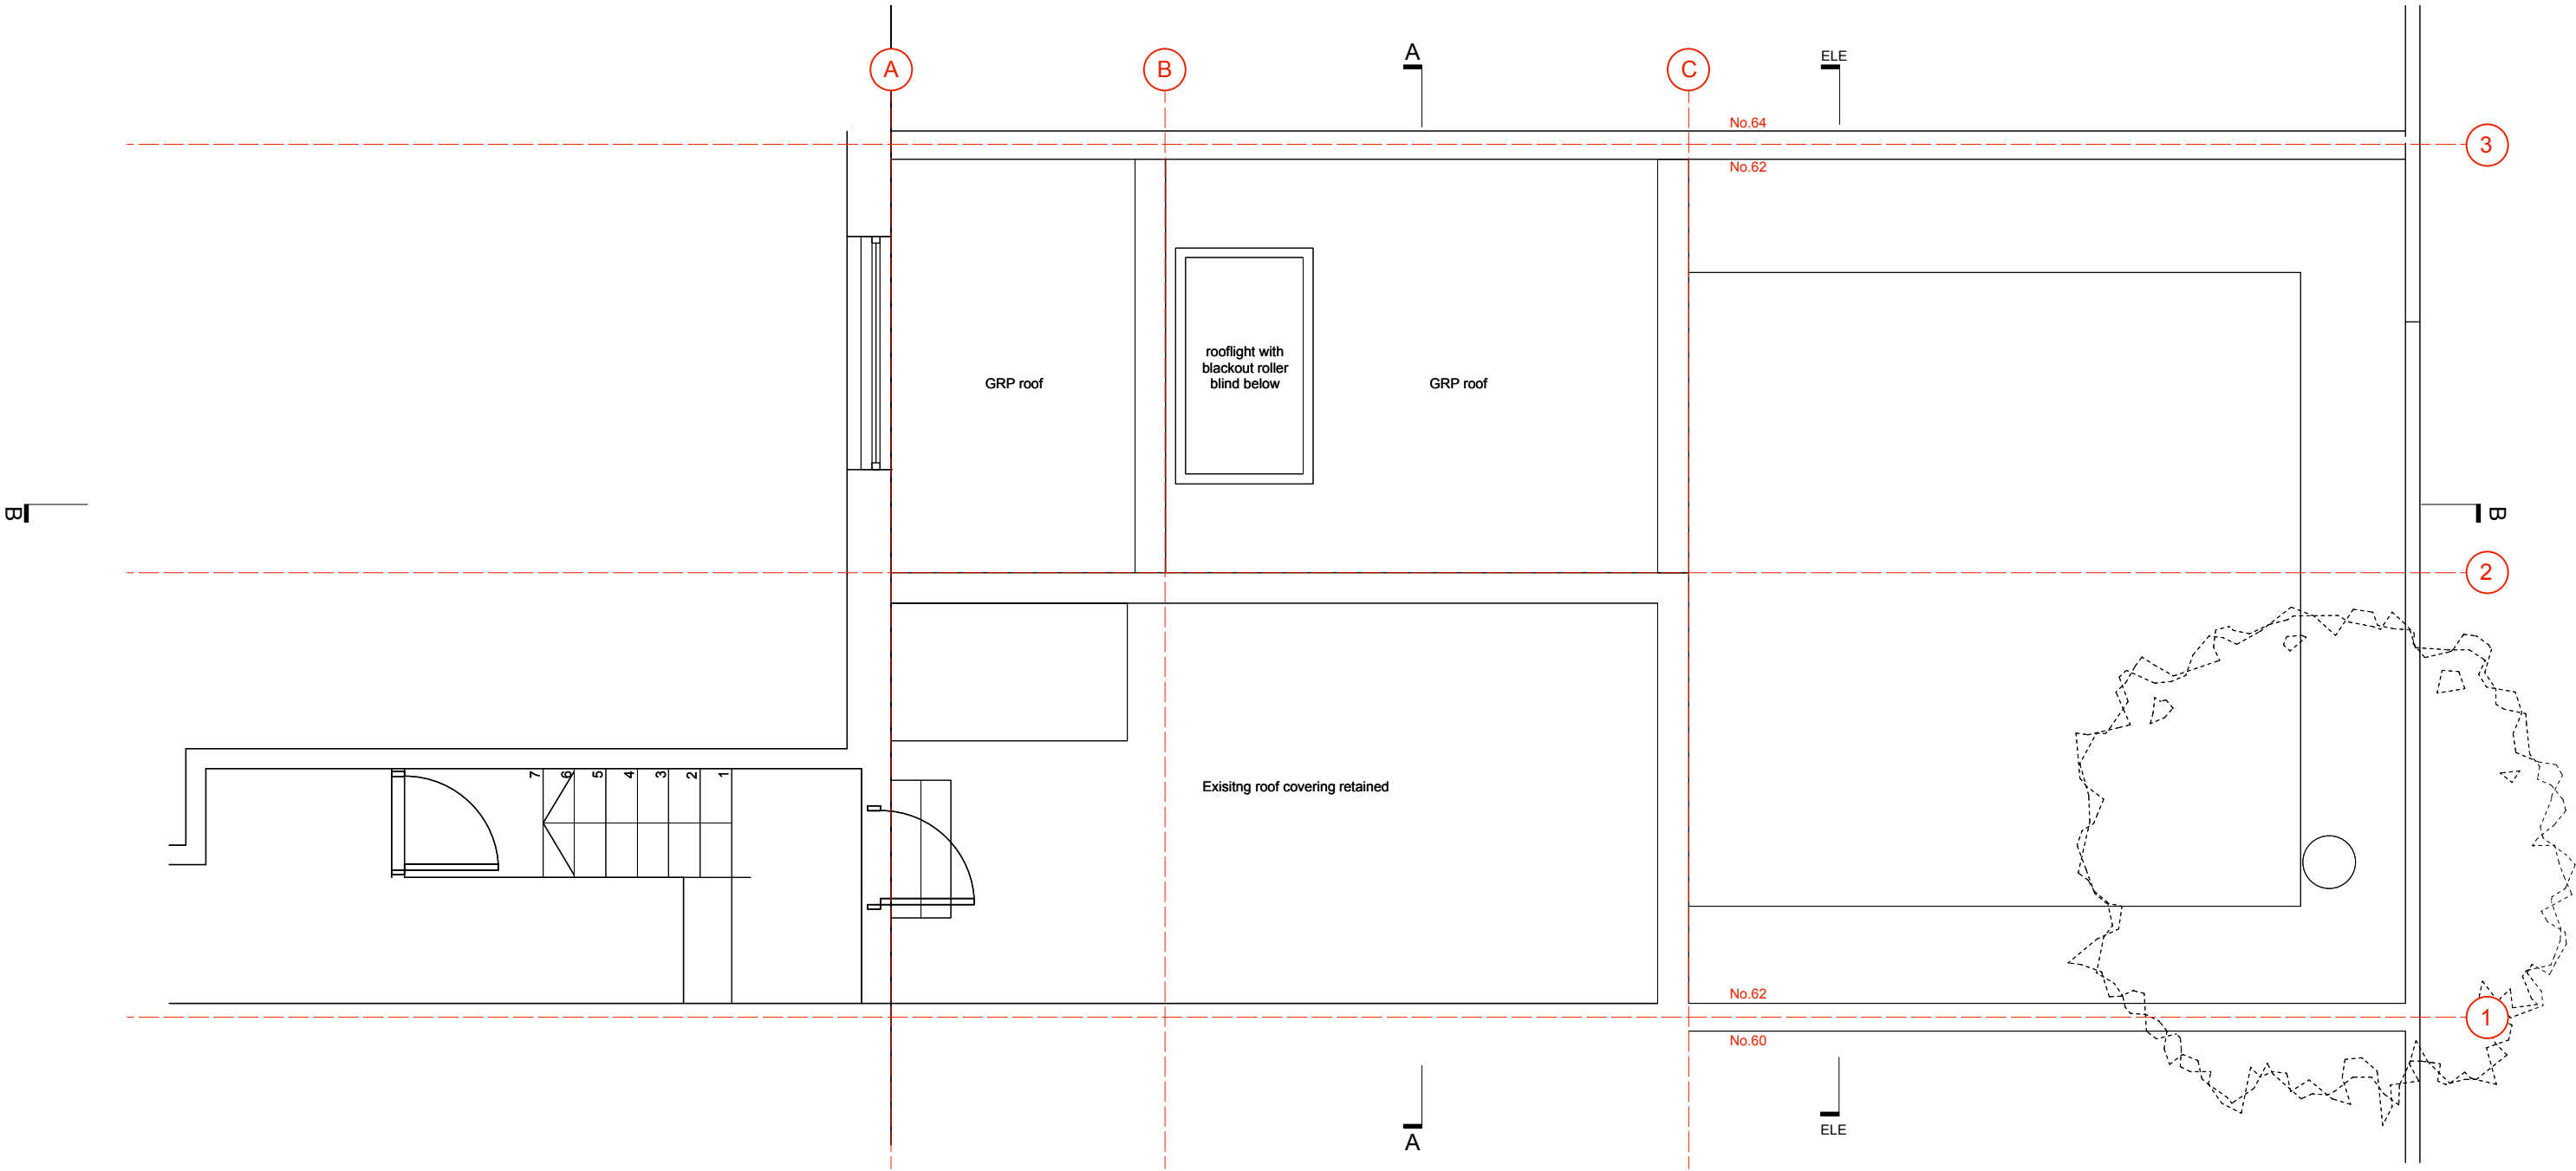 A
B
A
C
ELE
No.64
3
No.62
rooflight with
blackout roller
blind below
GRP roof
GRP roof
B
B
2
7
6
5
4
3
2
1
Exisitng roof covering retained
No.62
1
No.60
ELE
A